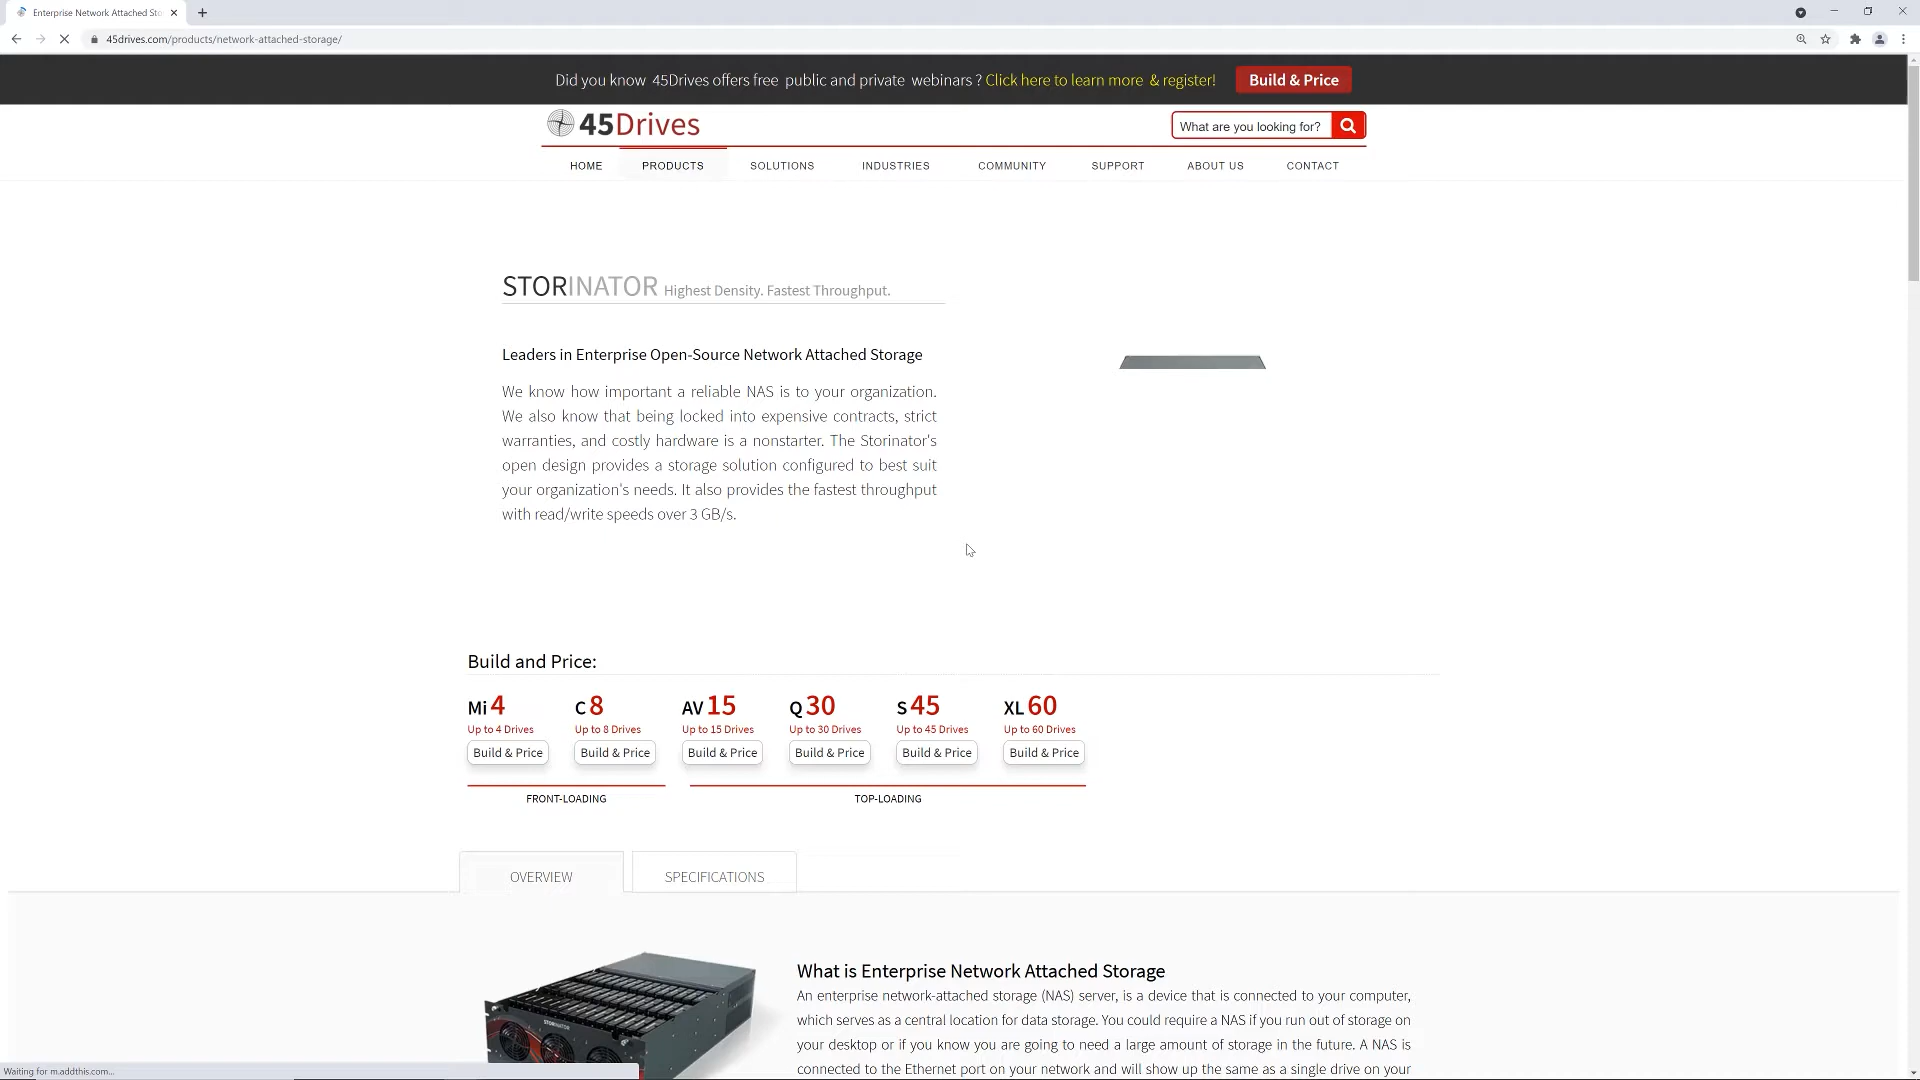 Enterprise Network Attached Sto
45drives.com/products/network-attached-storage/
Did you know 45Drives offers free public and private webinars ? Click here to learn more & register! Build & Price
45Drives
What are you looking for?
HOME PRODUCTS SOLUTIONS INDUSTRIES COMMUNITY SUPPORT ABOUT US CONTACT
STORINATOR Highest Density. Fastest Throughput.
Leaders in Enterprise Open-Source Network Attached Storage
We know how important a reliable NAS is to your organization.
We also know that being locked into expensive contracts, strict
warranties, and costly hardware is a nonstarter. The Storinator's
open design provides a storage solution configured to best suit
your organization's needs. It also provides the fastest throughput
with read/write speeds over 3 GB/s.
Build and Price:
Mi 4 C 8 AV 15 Q 30 S 45 XL 60
Up to 4 Drives Up to 8 Drives Up to 15 Drives Up to 30 Drives Up to 45 Drives Up to 60 Drives
Build & Price Build & Price Build & Price Build & Price Build & Price Build & Price
FRONT-LOADING TOP-LOADING
OVERVIEW SPECIFICATIONS
What is Enterprise Network Attached Storage
An enterprise network-attached storage (NAS) server, is a device that is connected to your computer,
which serves as a central location for data storage. You could require a NAS if you run out of storage on
STORINATOR
your desktop or if you know you are going to need a large amount of storage in the future. A NAS is
connected to the Ethernet port on your network and will show up the same as a single drive on your
Waiting for m.addthis.com...